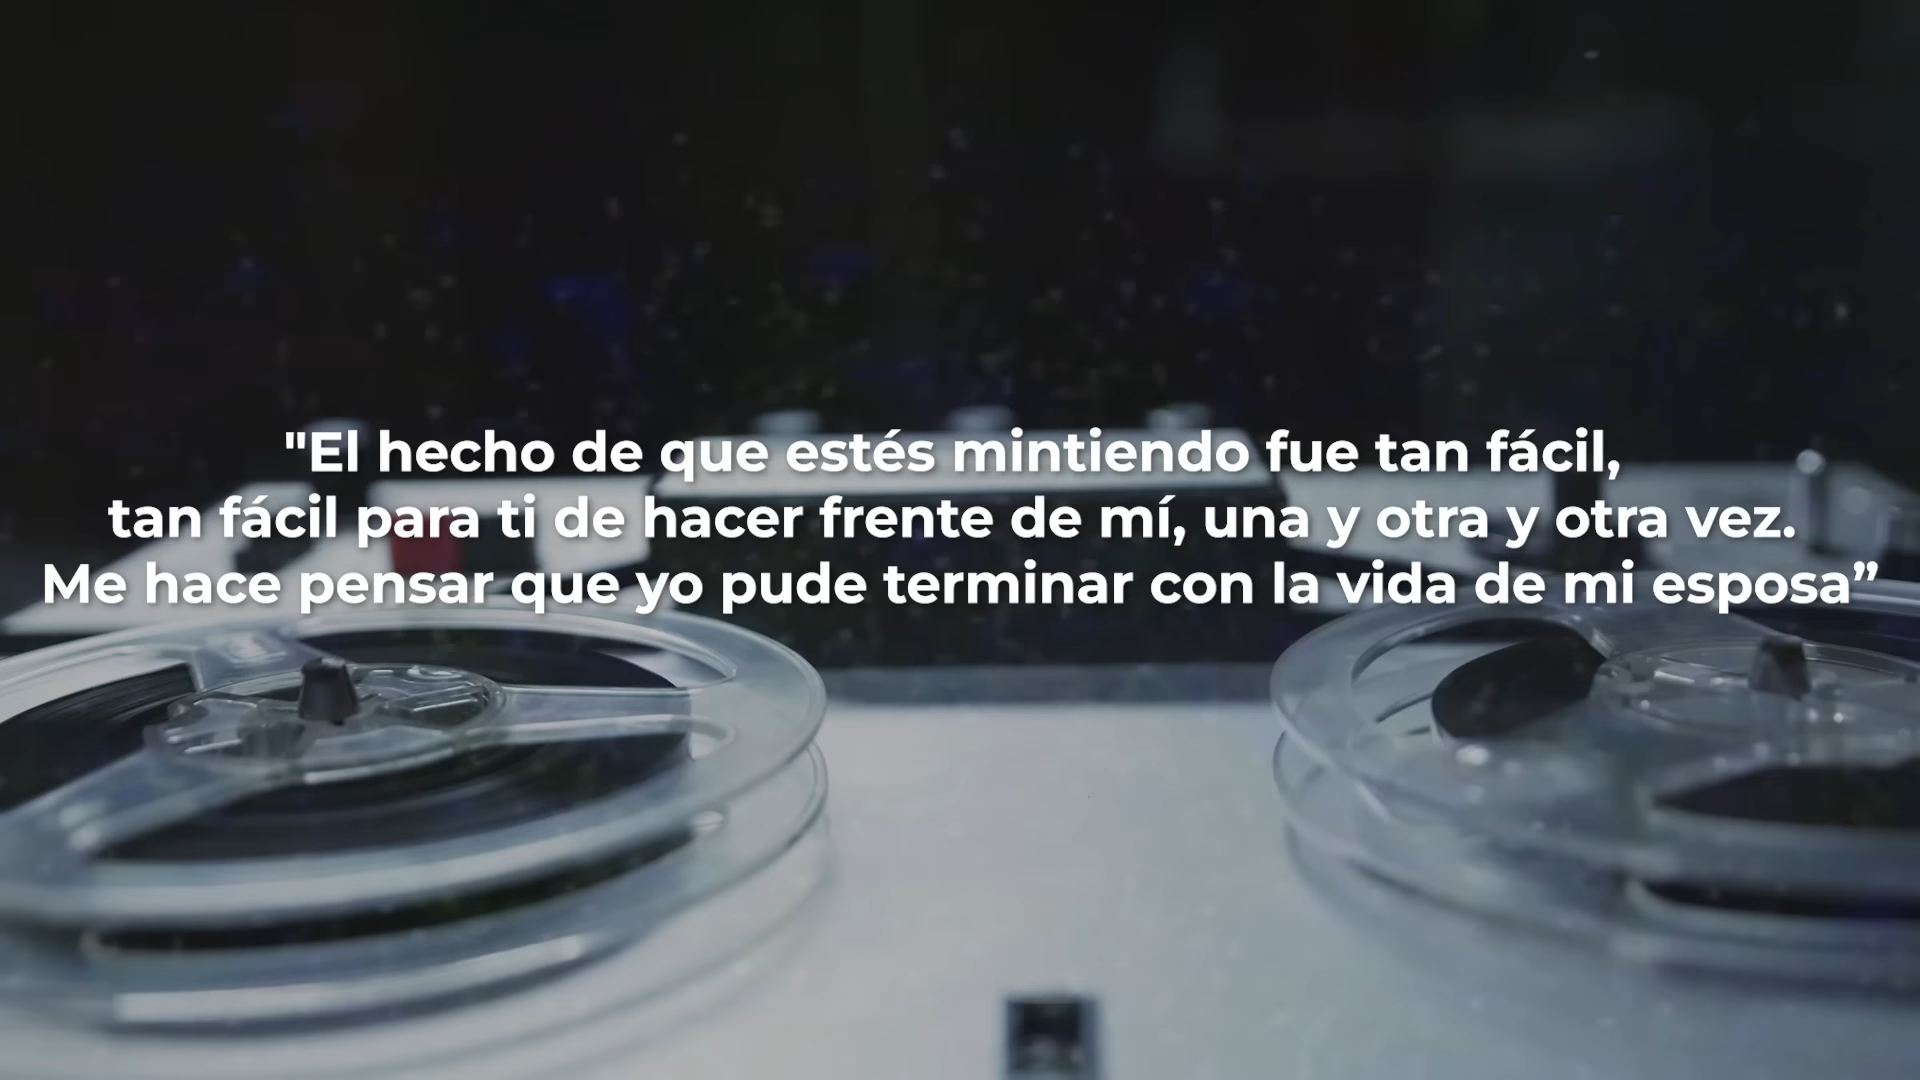 "El hecho de que estés mintiendo fue tan fácil,
tan fácil para ti de hacer frente de mí, una y otra y otra vez.
Me hace pensar que yo pude terminar con la vida de mi esposa”